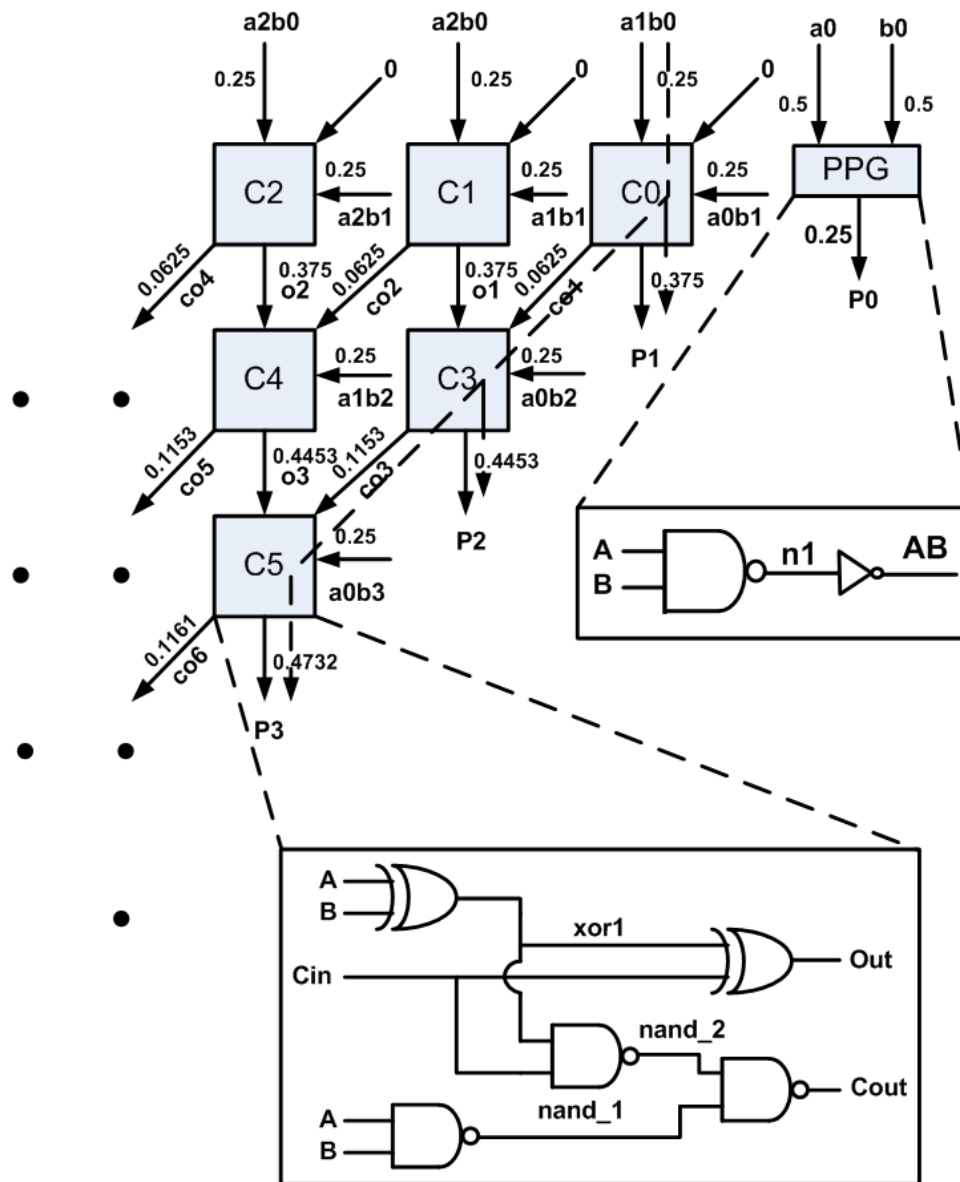 a2b0 a2b0 a1b0 a0 b0
0.25 0 0.25 0 0.25 0 0.5 0.5
C2 0.25 C1 0.25 C0 0.25 PPG
a2b1 a1b1 a0b1 0.25
0.0625 0.375 0.0625 0.375 0.0625 0.375 P0
co4 o2 co2 o1 co1
P1
C4 0.25 C3 0.25
a1b2 a0b2
0.1153 0.4453 0.1153 0.4453
co5 o3 co3
P2
C5 0.25
a0b3
A n1 AB
B
0.1161 0.4732
co6
P3
A
B
xor1
Cin Out
nand_2
Cout
nand_1
A
B